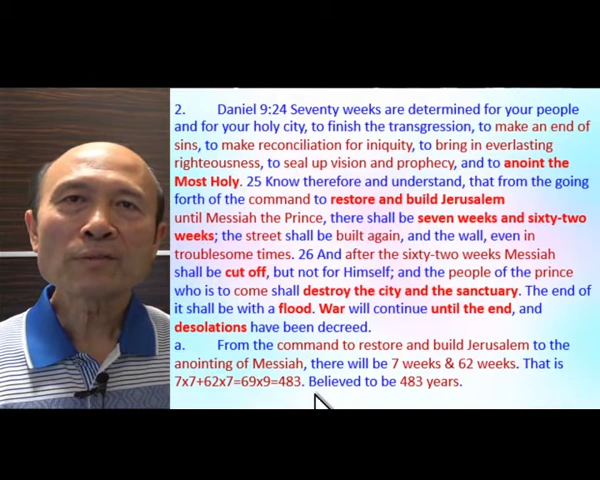 2. Daniel 9:24 Seventy weeks are determined for your people
and for your holy city, to finish the transgression, to make an end of
sins, to make reconciliation for iniquity, to bring in everlasting
righteousness, to seal up vision and prophecy, and to anoint the
Most Holy. 25 Know therefore and understand, that from the going
forth of the command to restore and build Jerusalem
until Messiah the Prince, there shall be seven weeks and sixty-two
weeks; the street shall be built again, and the wall, even in
troublesome times. 26 And after the sixty-two weeks Messiah
shall be cut off, but not for Himself; and the people of the prince
who is to come shall destroy the city and the sanctuary. The end of
it shall be with a flood. War will continue until the end, and
desolations have been decreed.
a. From the command to restore and build Jerusalem to the
anointing of Messiah, there will be 7 weeks & 62 weeks. That is
7x7+62x7=69x9=483. Believed to be 483 years.